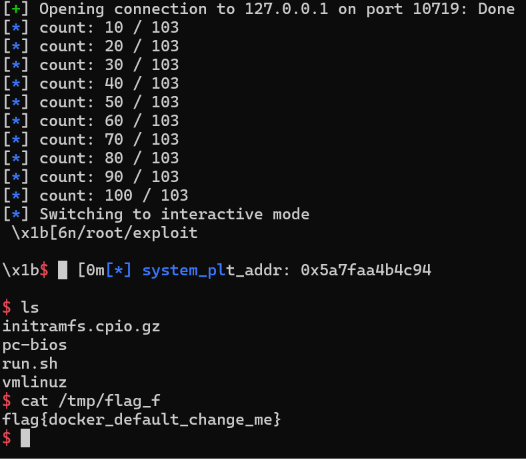 [+] Opening connection to 127.0.0.1 on port 10719: Done
[*] count: 10 / 103
[*] count: 20 / 103
[*] count: 30 / 103
[*] count: 40 / 103
[*] count: 50 / 103
[*] count: 60 / 103
[*] count: 70 / 103
[*] count: 80 / 103
[*] count: 90 / 103
[*] count: 100 / 103
[*] Switching to interactive mode
\x1b[6n/root/exploit
\x1b$ [0m[*] system_plt_addr: 0x5a7faa4b4c94
$ ls
initramfs.cpio.gz
pc-bios
run.sh
vmlinuz
$ cat /tmp/flag_f
flag{docker_default_change_me}
$